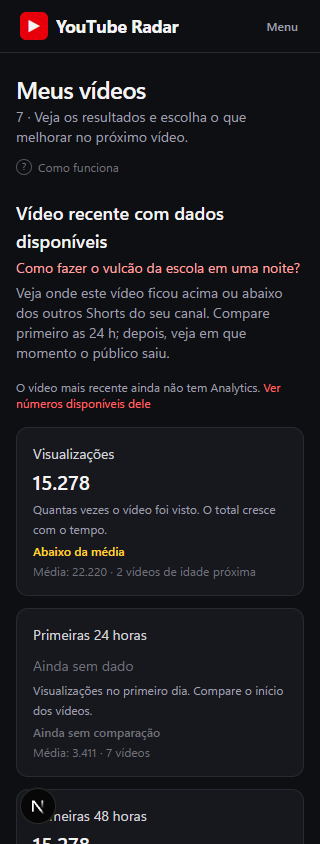 YouTube Radar
Menu
Meus vídeos
7 · Veja os resultados e escolha o que
melhorar no próximo vídeo.
? Como funciona
Vídeo recente com dados
disponíveis
Como fazer o vulcão da escola em uma noite?
Veja onde este vídeo ficou acima ou abaixo
dos outros Shorts do seu canal. Compare
primeiro as 24 h; depois, veja em que
momento o público saiu.
O vídeo mais recente ainda não tem Analytics. Ver
números disponíveis dele
Visualizações
15.278
Quantas vezes o vídeo foi visto. O total cresce
com o tempo.
Abaixo da média
Média: 22.220 · 2 vídeos de idade próxima
Primeiras 24 horas
Ainda sem dado
Visualizações no primeiro dia. Compare o início
dos vídeos.
Ainda sem comparação
Média: 3.411 · 7 vídeos
N
meiras 48 horas
15.278